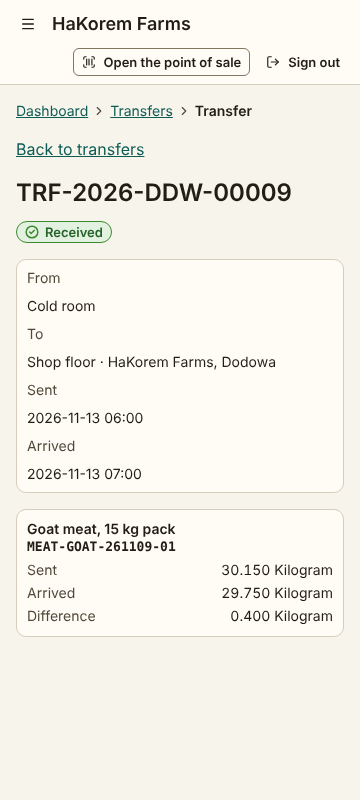 HaKorem Farms
Open the point of sale
Sign out
Dashboard > Transfers > Transfer
Back to transfers
TRF-2026-DDW-00009
Received
From
Cold room
To
Shop floor · HaKorem Farms, Dodowa
Sent
2026-11-13 06:00
Arrived
2026-11-13 07:00
Goat meat, 15 kg pack
MEAT-GOAT-261109-01
Sent 30.150 Kilogram
Arrived 29.750 Kilogram
Difference 0.400 Kilogram